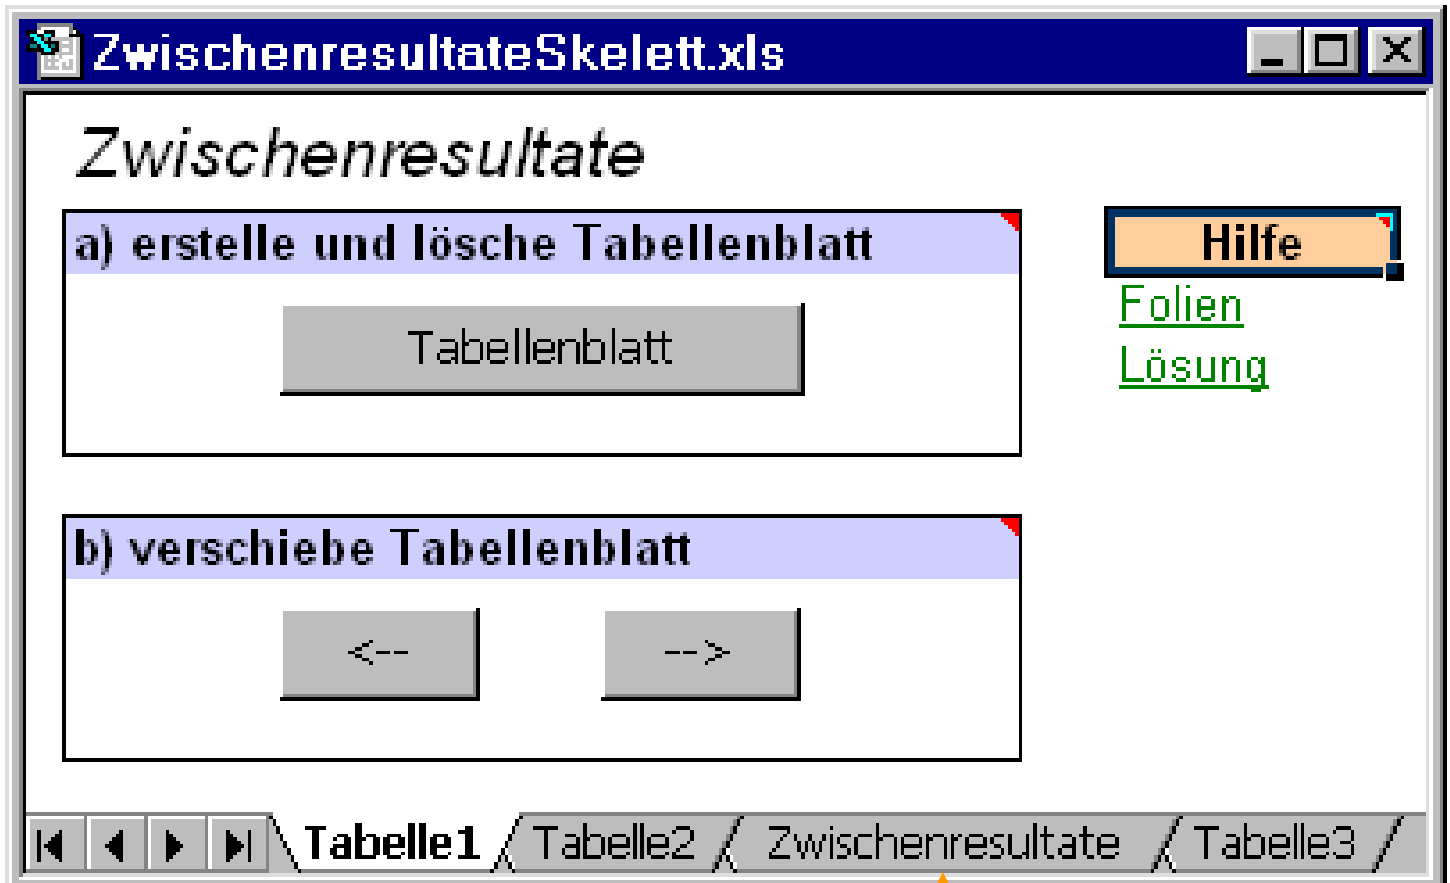 ZwischenresultateSkelett.xls
Zwischenresultate
a) erstelle und lösche Tabellenblatt
Hilfe
Tabellenblatt
Folien
Lösung
b) verschiebe Tabellenblatt
<-- -->
Tabelle1 Tabelle2 Zwischenresultate Tabelle3